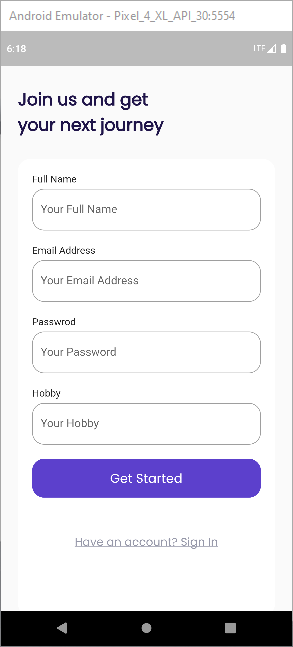 Android Emulator - Pixel_4_XL_API_30:5554
6:18 LTE
Join us and get
your next journey
Full Name
Your Full Name
Email Address
Your Email Address
Passwrod
Your Password
Hobby
Your Hobby
Get Started
Have an account? Sign In